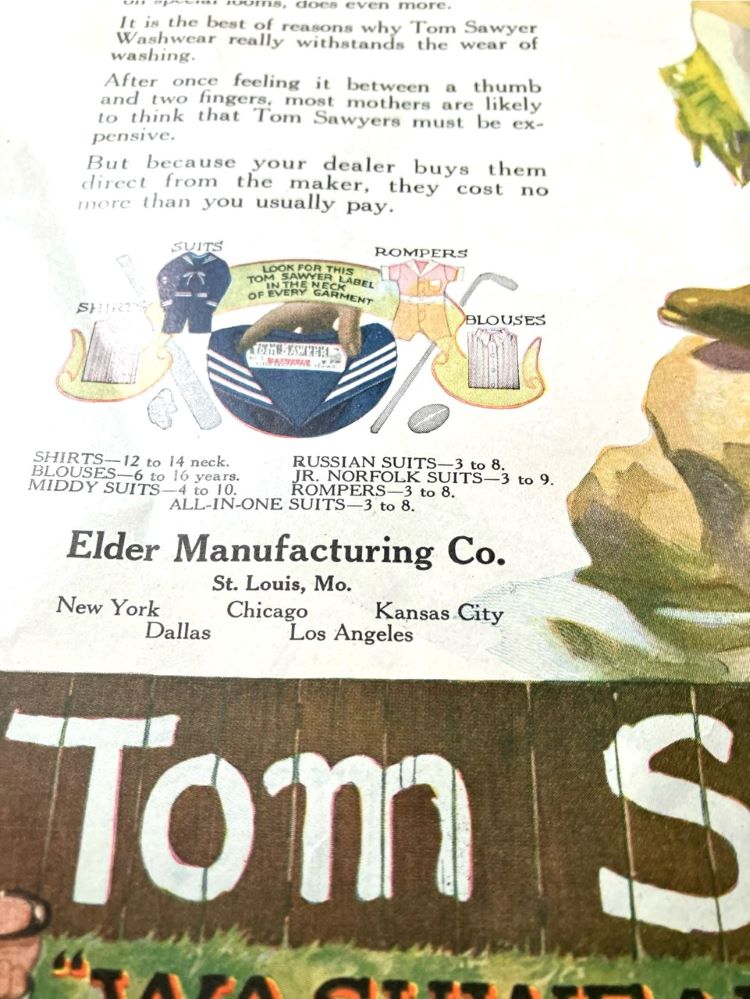 on special looms, does even more.
It is the best of reasons why Tom Sawyer
Washwear really withstands the wear of
washing.
After once feeling it between a thumb
and two fingers, most mothers are likely
to think that Tom Sawyers must be ex-
pensive.
But because your dealer buys them
direct from the maker, they cost no
more than you usually pay.
SUITS
ROMPERS
LOOK FOR THIS
TOM SAWYER LABEL
IN THE NECK
OF EVERY GARMENT
SHIRTS
BLOUSES
TOM SAWYER
SHIRTS—12 to 14 neck.
RUSSIAN SUITS—3 to 8.
BLOUSES—6 to 16 years.
JR. NORFOLK SUITS—3 to 9.
MIDDY SUITS—4 to 10.
ROMPERS—3 to 8.
ALL-IN-ONE SUITS—3 to 8.
Elder Manufacturing Co.
St. Louis, Mo.
New York Chicago Kansas City
Dallas Los Angeles
Tom S
"WASHWEA